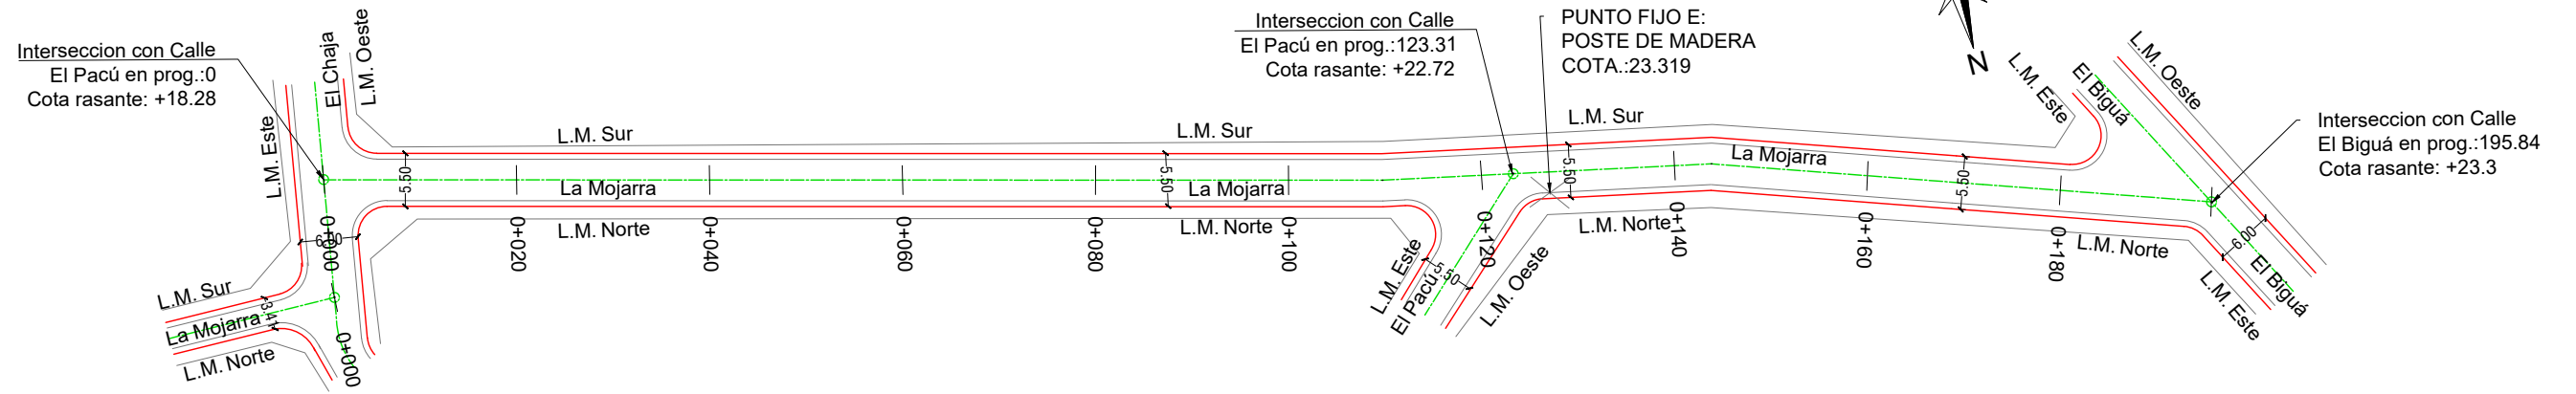 Interseccion con Calle
El Pacú en prog.:0
Cota rasante: +18.28
El Chaja
L.M. Oeste
L.M. Este
L.M. Sur
La Mojarra
L.M. Norte
3.41
6.00
0+000
0+000
5.50
L.M. Sur
La Mojarra
L.M. Norte
0+020
0+040
0+060
0+080
0+100
L.M. Sur
5.50
La Mojarra
L.M. Norte
Interseccion con Calle
El Pacú en prog.:123.31
Cota rasante: +22.72
PUNTO FIJO E:
POSTE DE MADERA
COTA.:23.319
L.M. Este
El Pacú
5.50
L.M. Oeste
0+120
5.50
L.M. Sur
La Mojarra
L.M. Norte
0+140
0+160
5.50
0+180
L.M. Norte
N
L.M. Este
El Biguá
L.M. Oeste
Interseccion con Calle
El Biguá en prog.:195.84
Cota rasante: +23.3
6.00
El Biguá
L.M. Este